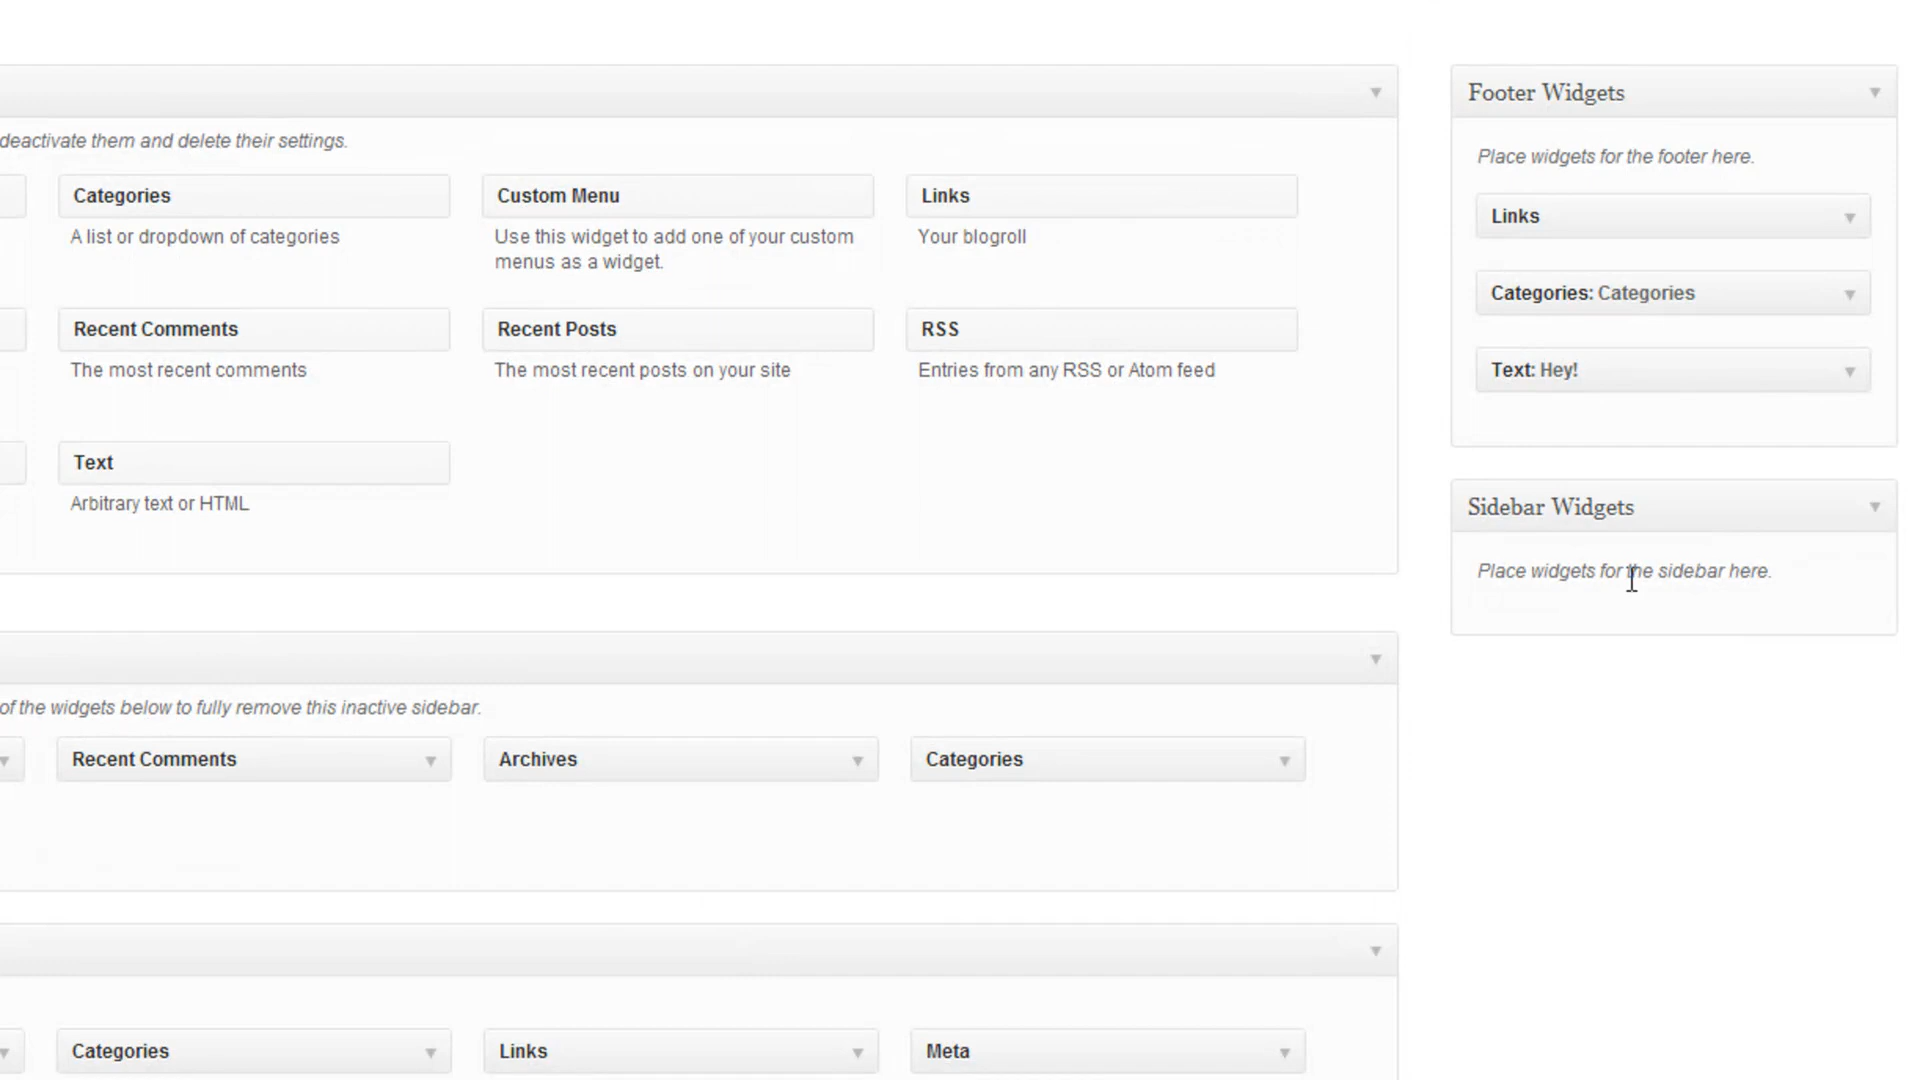 deactivate them and delete their settings.
Categories
A list or dropdown of categories
Custom Menu
Use this widget to add one of your custom
menus as a widget.
Links
Your blogroll
Recent Comments
The most recent comments
Recent Posts
The most recent posts on your site
RSS
Entries from any RSS or Atom feed
Text
Arbitrary text or HTML
of the widgets below to fully remove this inactive sidebar.
Recent Comments
Archives
Categories
Categories
Links
Meta
Footer Widgets
Place widgets for the footer here.
Links
Categories: Categories
Text: Hey!
Sidebar Widgets
Place widgets for the sidebar here.